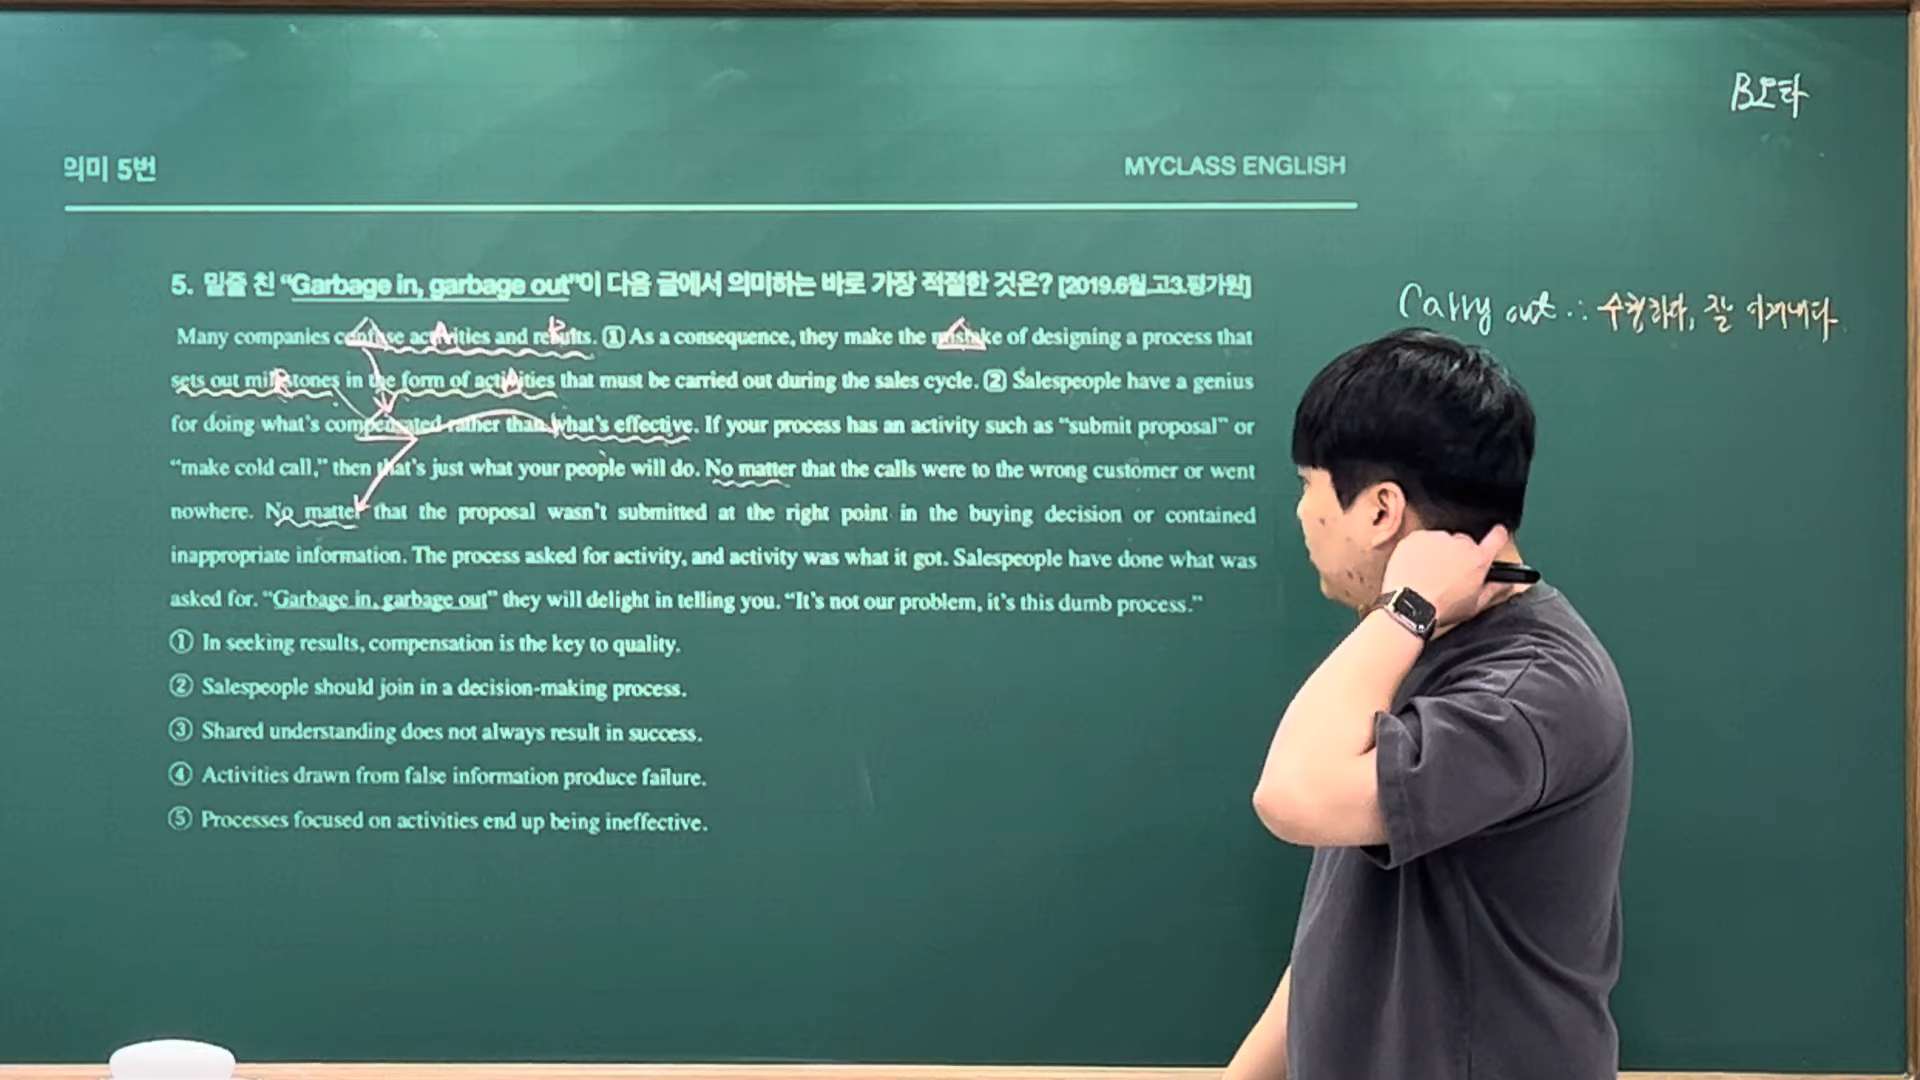 B오타
의미 5번
MYCLASS ENGLISH
5. 밑줄 친 “Garbage in, garbage out”이 다음 글에서 의미하는 바로 가장 적절한 것은? [2019.6월.고3.평가원]
Carry out : 수행하다, 잘 이겨내다
Many companies confuse activities and results. ① As a consequence, they make the mistake of designing a process that
sets out milestones in the form of activities that must be carried out during the sales cycle. ② Salespeople have a genius
for doing what’s compensated rather than what’s effective. If your process has an activity such as “submit proposal” or
“make cold call,” then that’s just what your people will do. No matter that the calls were to the wrong customer or went
nowhere. No matter that the proposal wasn’t submitted at the right point in the buying decision or contained
inappropriate information. The process asked for activity, and activity was what it got. Salespeople have done what was
asked for. “Garbage in, garbage out” they will delight in telling you. “It’s not our problem, it’s this dumb process.”
① In seeking results, compensation is the key to quality.
② Salespeople should join in a decision-making process.
③ Shared understanding does not always result in success.
④ Activities drawn from false information produce failure.
⑤ Processes focused on activities end up being ineffective.